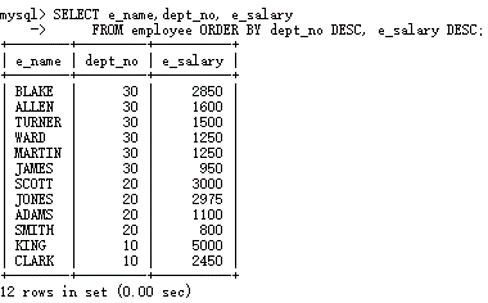 mysql> SELECT e_name,dept_no, e_salary
-> FROM employee ORDER BY dept_no DESC, e_salary DESC;
| e_name | dept_no | e_salary |
| BLAKE | 30 | 2850 |
| ALLEN | 30 | 1600 |
| TURNER | 30 | 1500 |
| WARD | 30 | 1250 |
| MARTIN | 30 | 1250 |
| JAMES | 30 | 950 |
| SCOTT | 20 | 3000 |
| JONES | 20 | 2975 |
| ADAMS | 20 | 1100 |
| SMITH | 20 | 800 |
| KING | 10 | 5000 |
| CLARK | 10 | 2450 |
12 rows in set (0.00 sec)